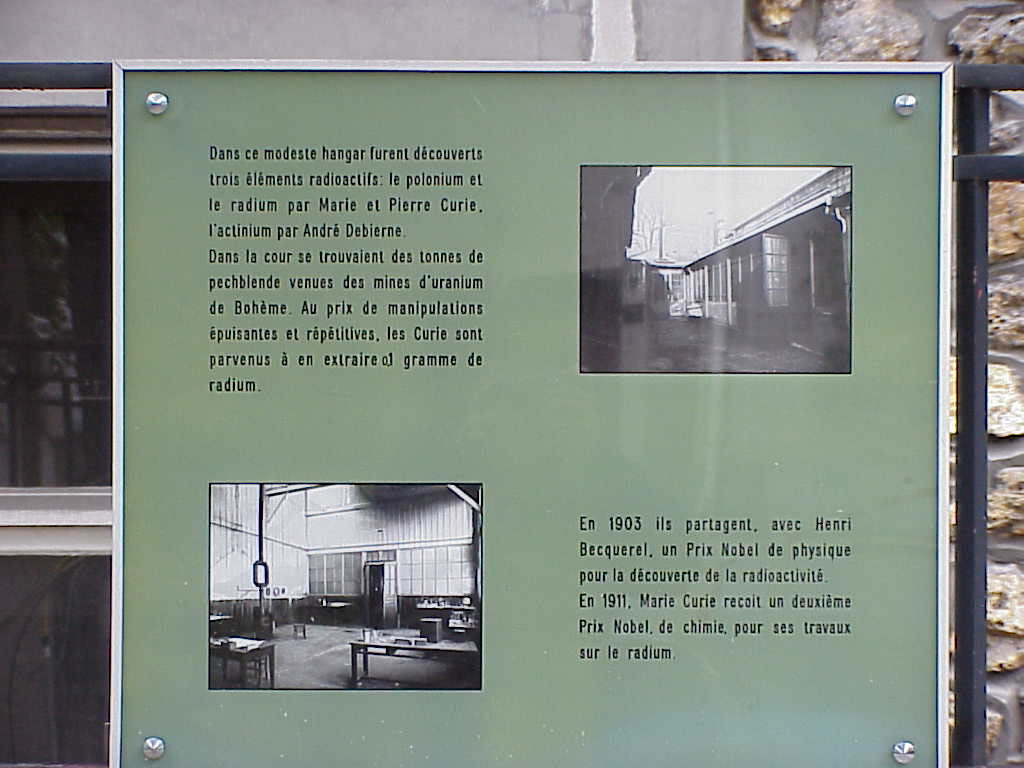 Dans ce modeste hangar furent découverts
trois éléments radioactifs: le polonium et
le radium par Marie et Pierre Curie,
l'actinium par André Debierne.
Dans la cour se trouvaient des tonnes de
pechblende venues des mines d'uranium
de Bohème. Au prix de manipulations
épuisantes et répétitives, les Curie sont
parvenus à en extraire 0,1 gramme de
radium.
En 1903 ils partagent, avec Henri
Becquerel, un Prix Nobel de physique
pour la découverte de la radioactivité.
En 1911, Marie Curie recoit un deuxième
Prix Nobel, de chimie, pour ses travaux
sur le radium.